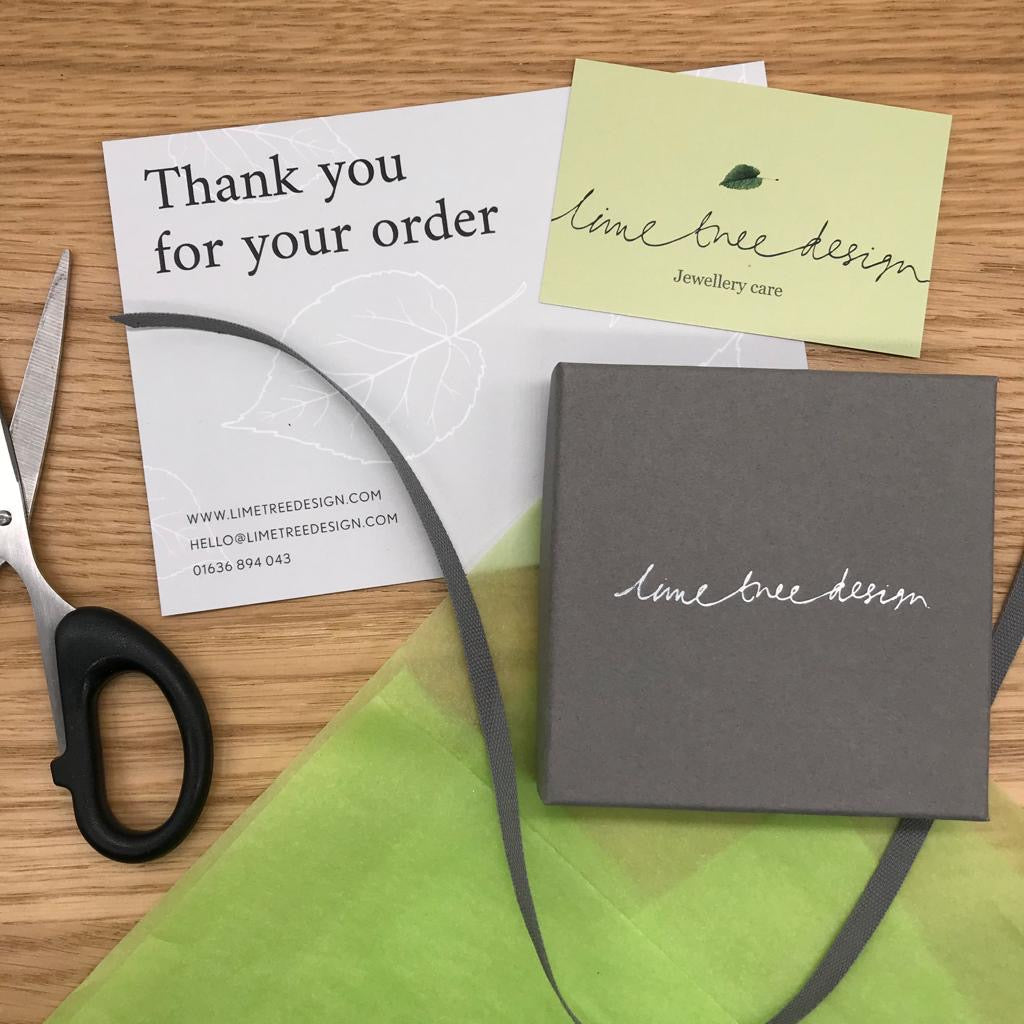 Thank you
for your order
WWW.LIMETREEDESIGN.COM
HELLO@LIMETREEDESIGN.COM
01636 894 043
lime tree design
Jewellery care
lime tree design